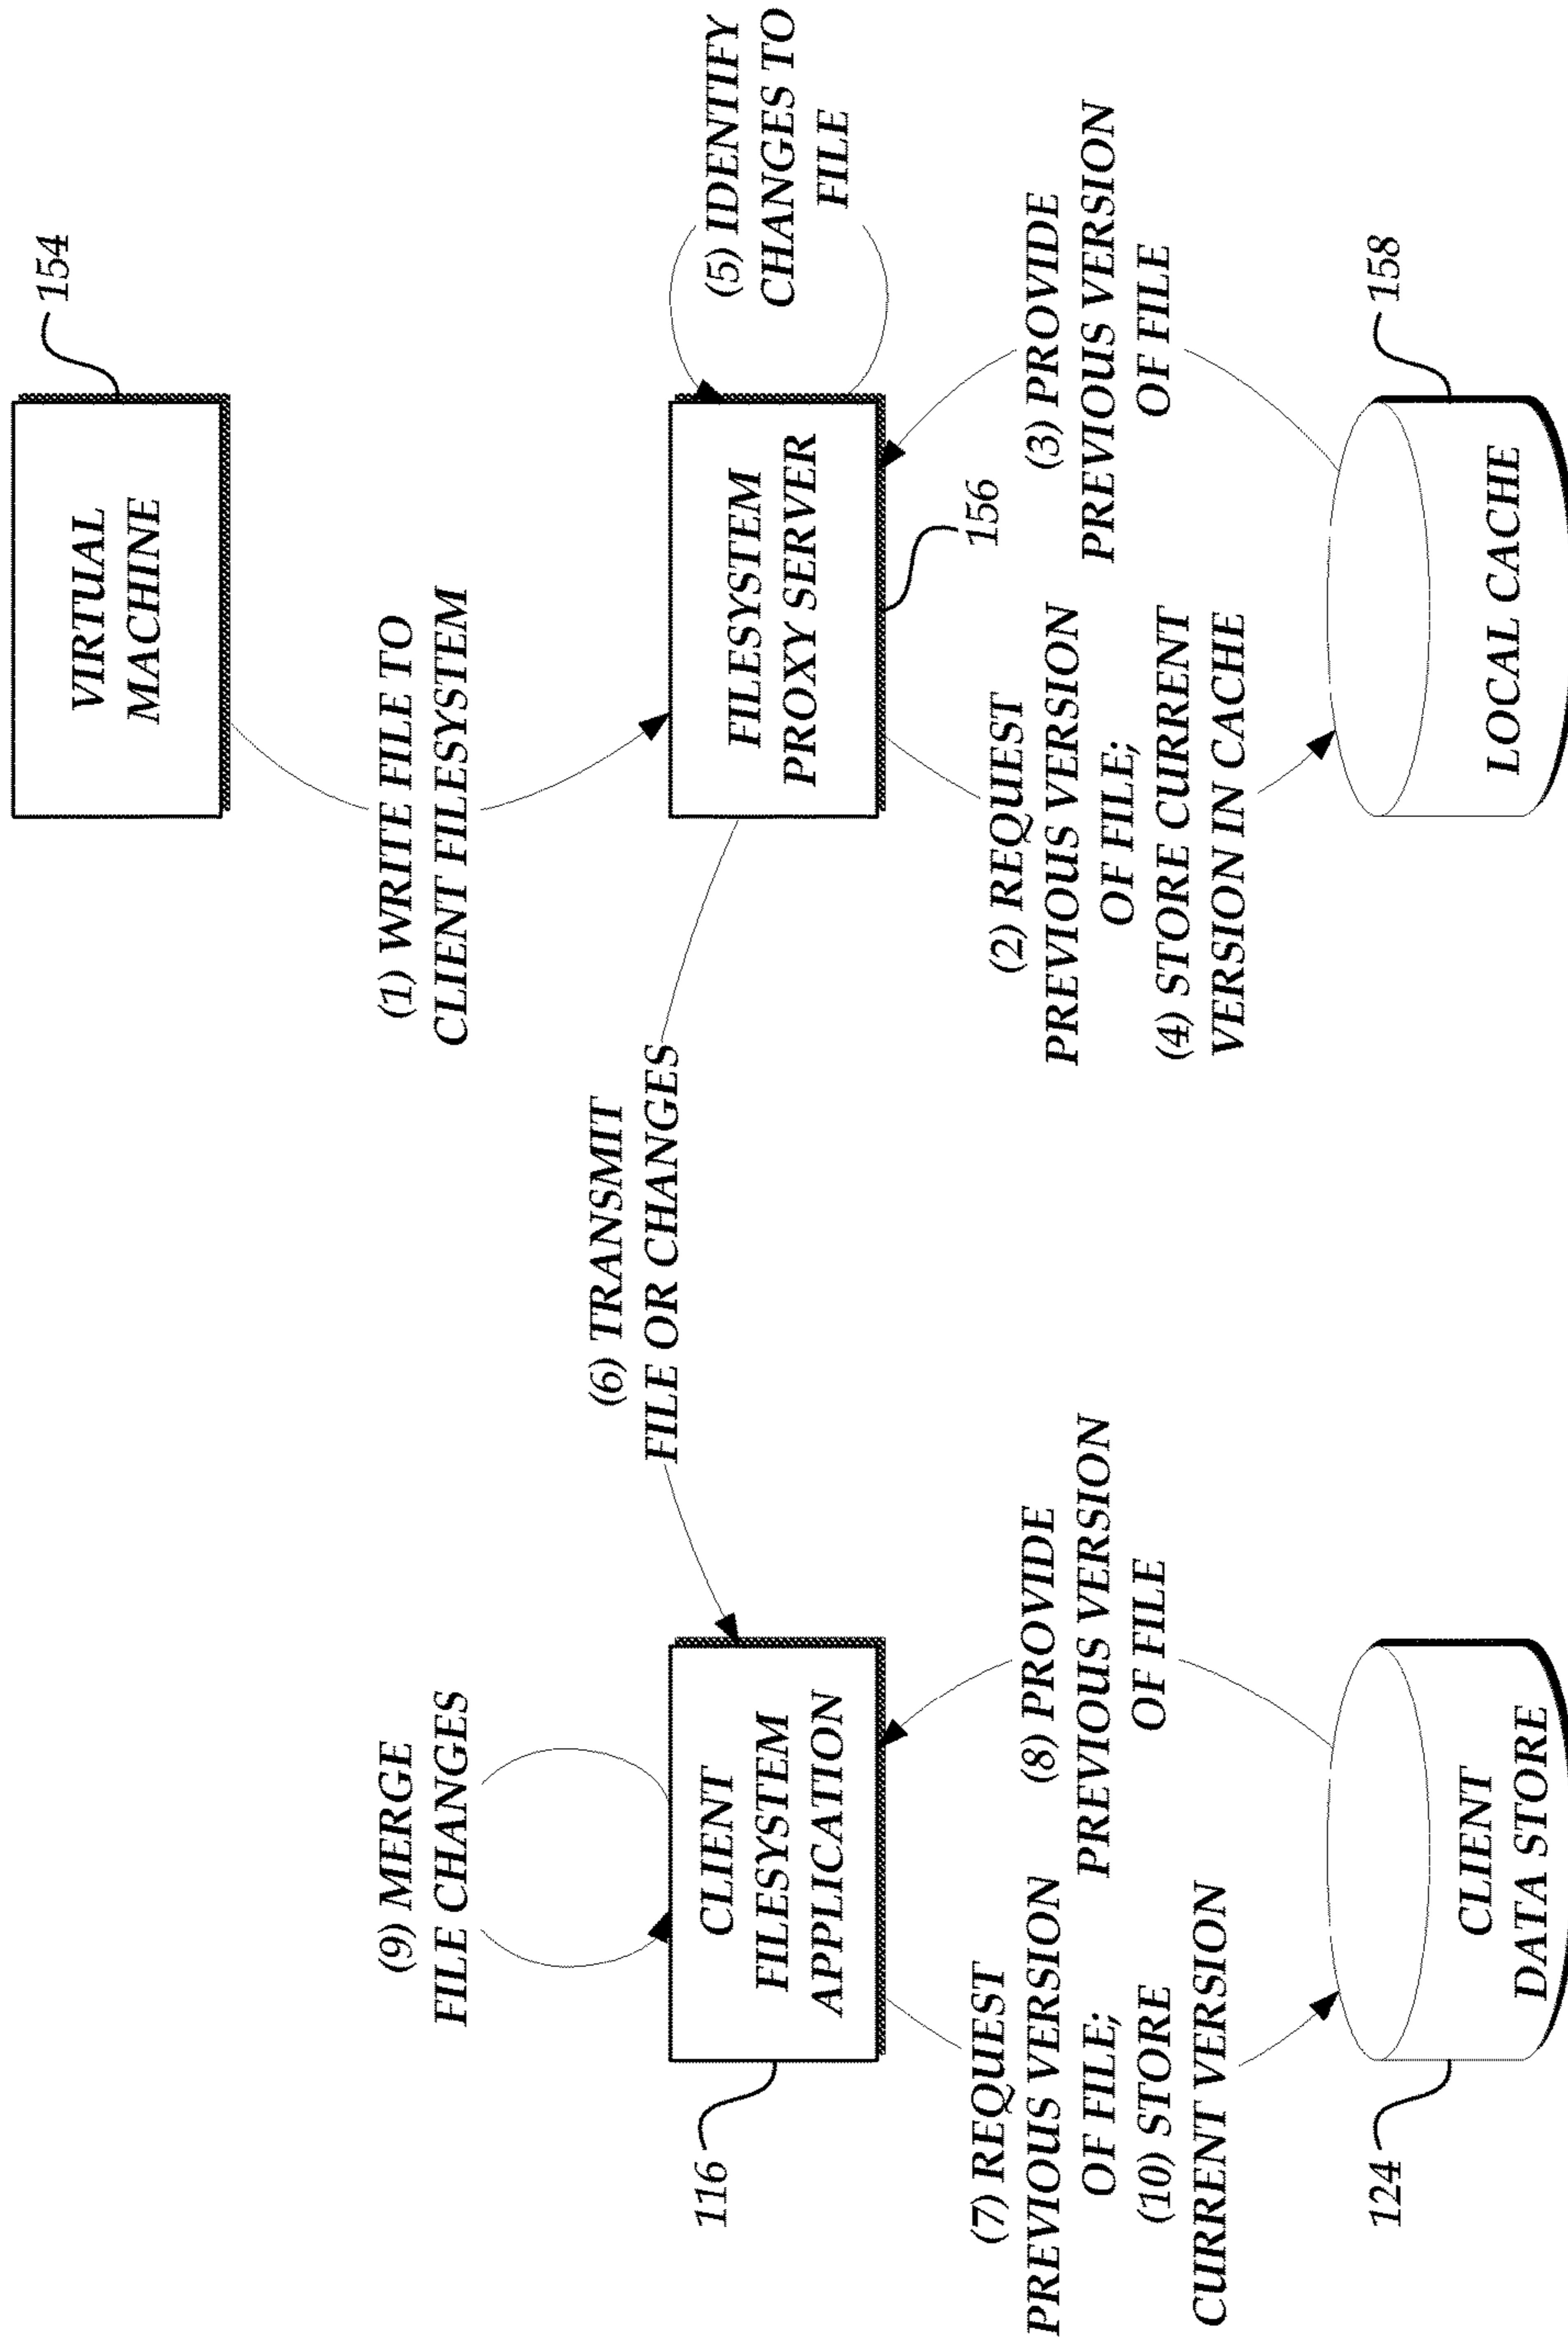 VIRTUAL
MACHINE
154
(1) WRITE FILE TO
CLIENT FILESYSTEM
(9) MERGE
FILE CHANGES
(6) TRANSMIT
FILE OR CHANGES
(5) IDENTIFY
CHANGES TO
FILE
116
CLIENT
FILESYSTEM
APPLICATION
FILESYSTEM
PROXY SERVER
156
(7) REQUEST
PREVIOUS VERSION
OF FILE;
(10) STORE
CURRENT VERSION
(8) PROVIDE
PREVIOUS VERSION
OF FILE
(2) REQUEST
PREVIOUS VERSION
OF FILE;
(4) STORE CURRENT
VERSION IN CACHE
(3) PROVIDE
PREVIOUS VERSION
OF FILE
124
CLIENT
DATA STORE
LOCAL CACHE
158